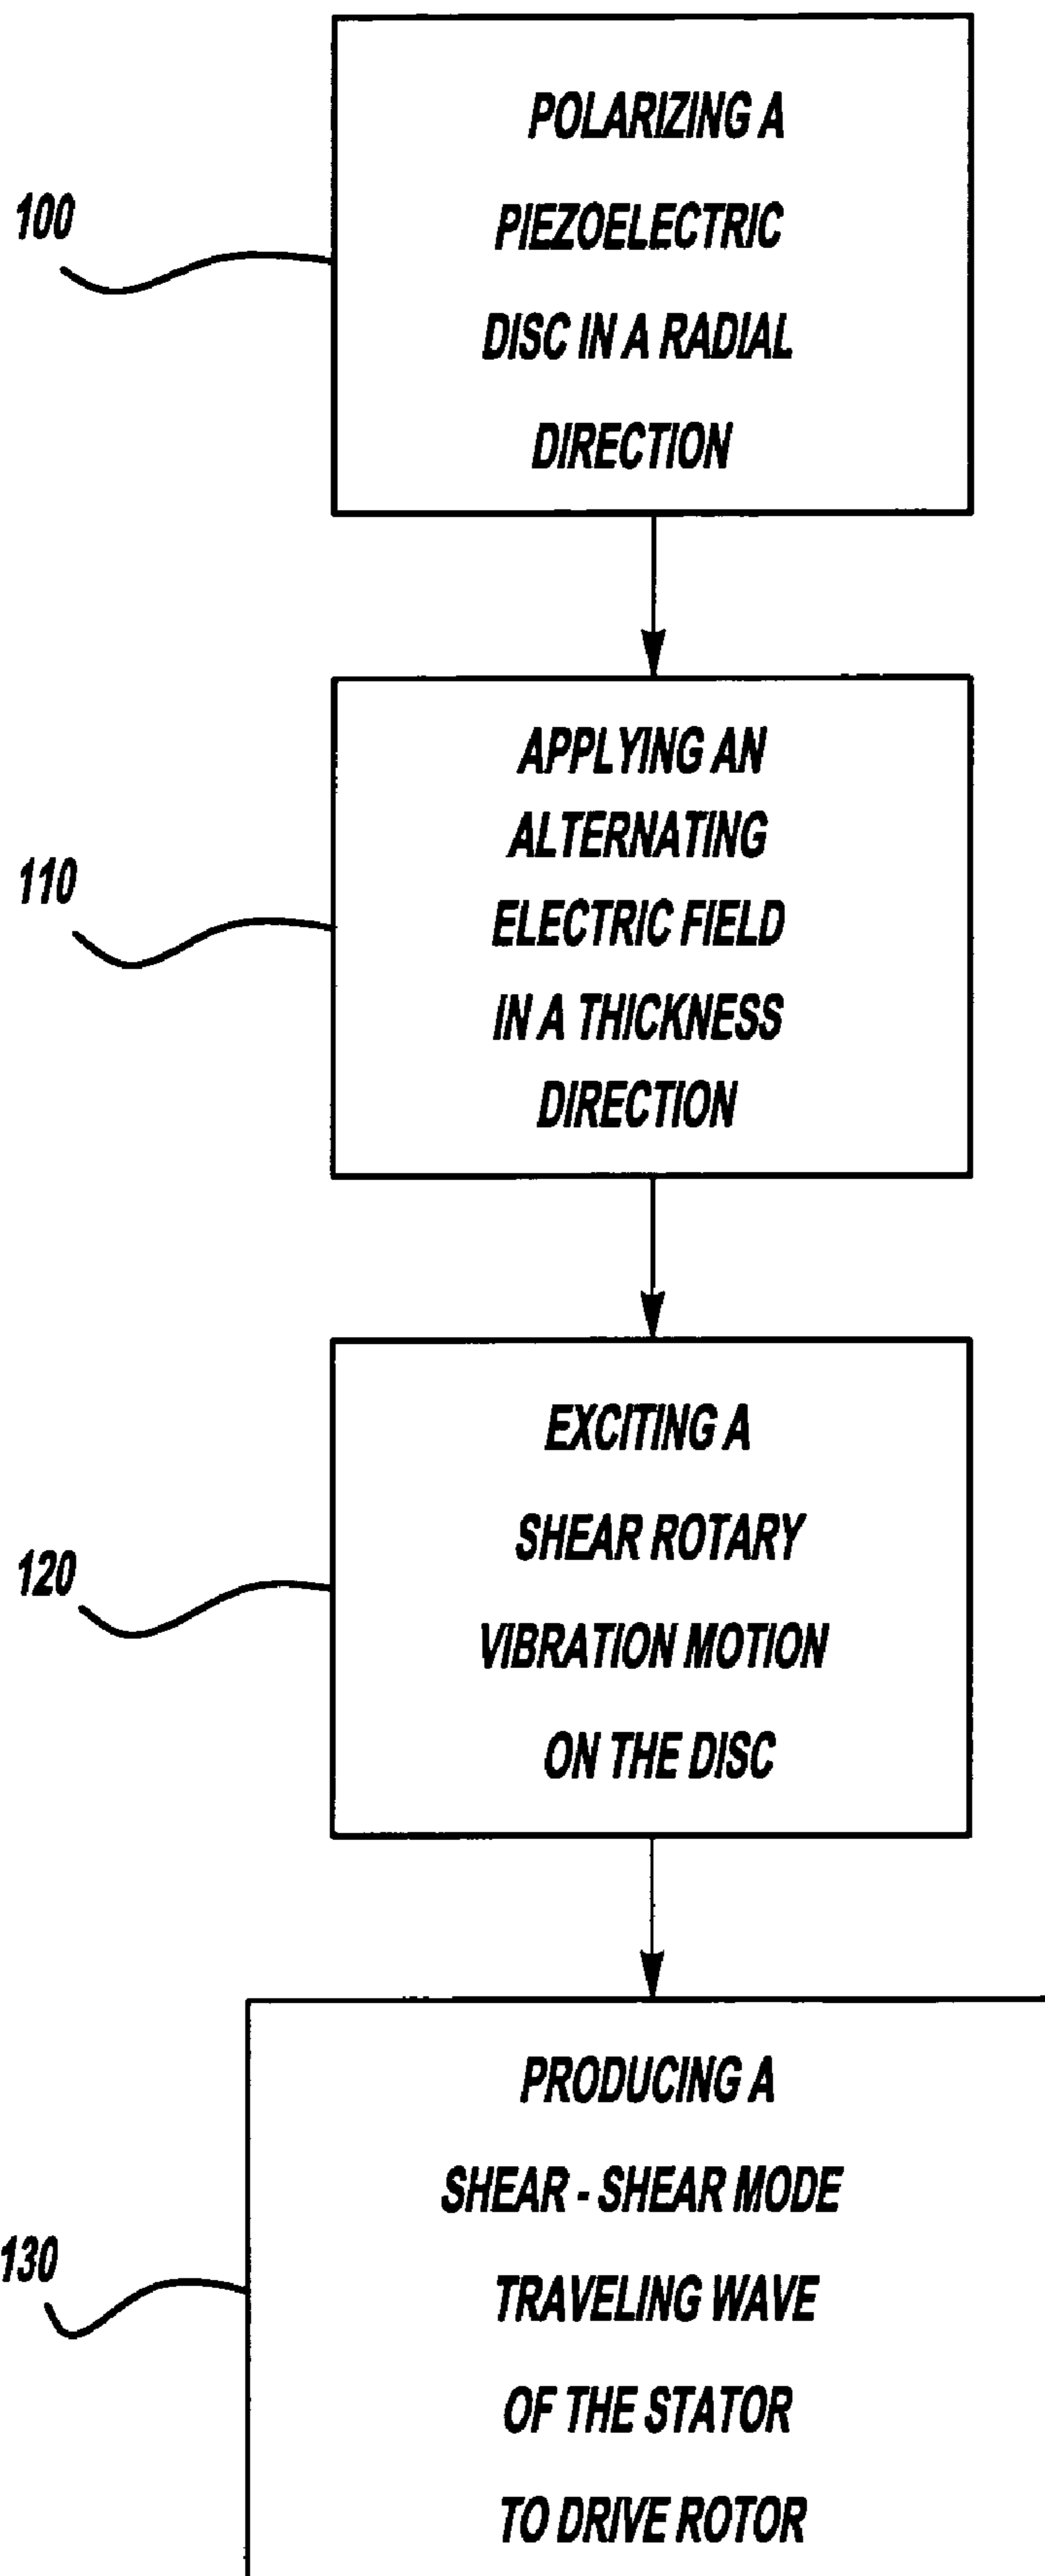 POLARIZING A
PIEZOELECTRIC
DISC IN A RADIAL
DIRECTION
100
APPLYING AN
ALTERNATING
ELECTRIC FIELD
IN A THICKNESS
DIRECTION
110
EXCITING A
SHEAR ROTARY
VIBRATION MOTION
ON THE DISC
120
PRODUCING A
SHEAR - SHEAR MODE
TRAVELING WAVE
OF THE STATOR
TO DRIVE ROTOR
130